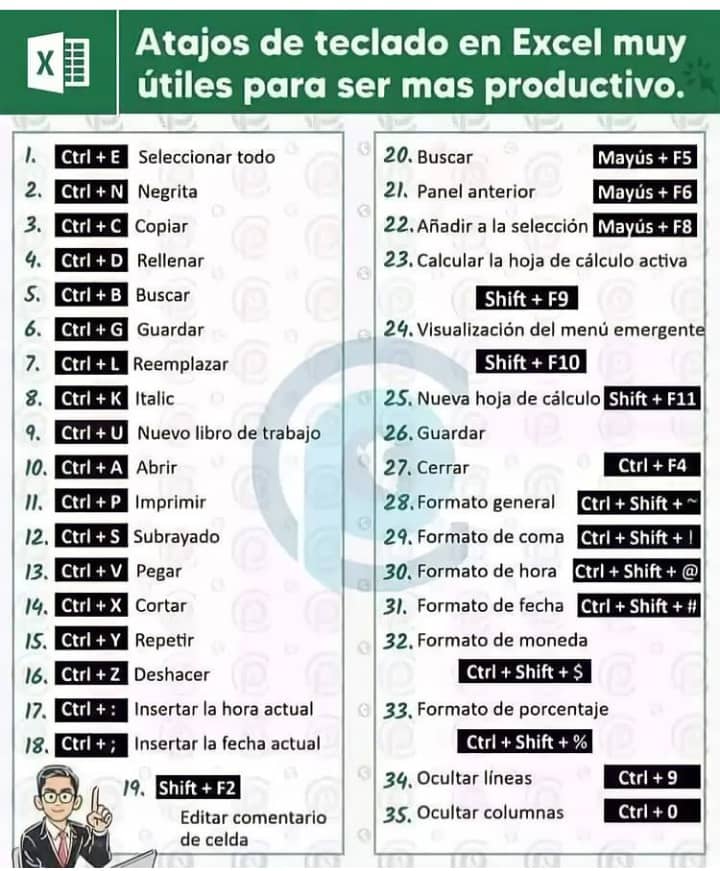 X
Atajos de teclado en Excel muy
útiles para ser mas productivo.
1. Ctrl + E Seleccionar todo
2. Ctrl + N Negrita
3. Ctrl + C Copiar
4. Ctrl + D Rellenar
5. Ctrl + B Buscar
6. Ctrl + G Guardar
7. Ctrl + L Reemplazar
8. Ctrl + K Italic
9. Ctrl + U Nuevo libro de trabajo
10. Ctrl + A Abrir
11. Ctrl + P Imprimir
12. Ctrl + S Subrayado
13. Ctrl + V Pegar
14. Ctrl + X Cortar
15. Ctrl + Y Repetir
16. Ctrl + Z Deshacer
17. Ctrl + : Insertar la hora actual
18. Ctrl + ; Insertar la fecha actual
19. Shift + F2
Editar comentario
de celda
20. Buscar Mayús + F5
21. Panel anterior Mayús + F6
22. Añadir a la selección Mayús + F8
23. Calcular la hoja de cálculo activa
Shift + F9
24. Visualización del menú emergente
Shift + F10
25. Nueva hoja de cálculo Shift + F11
26. Guardar
27. Cerrar Ctrl + F4
28. Formato general Ctrl + Shift + ~
29. Formato de coma Ctrl + Shift + !
30. Formato de hora Ctrl + Shift + @
31. Formato de fecha Ctrl + Shift + #
32. Formato de moneda
Ctrl + Shift + $
33. Formato de porcentaje
Ctrl + Shift + %
34. Ocultar líneas Ctrl + 9
35. Ocultar columnas Ctrl + 0